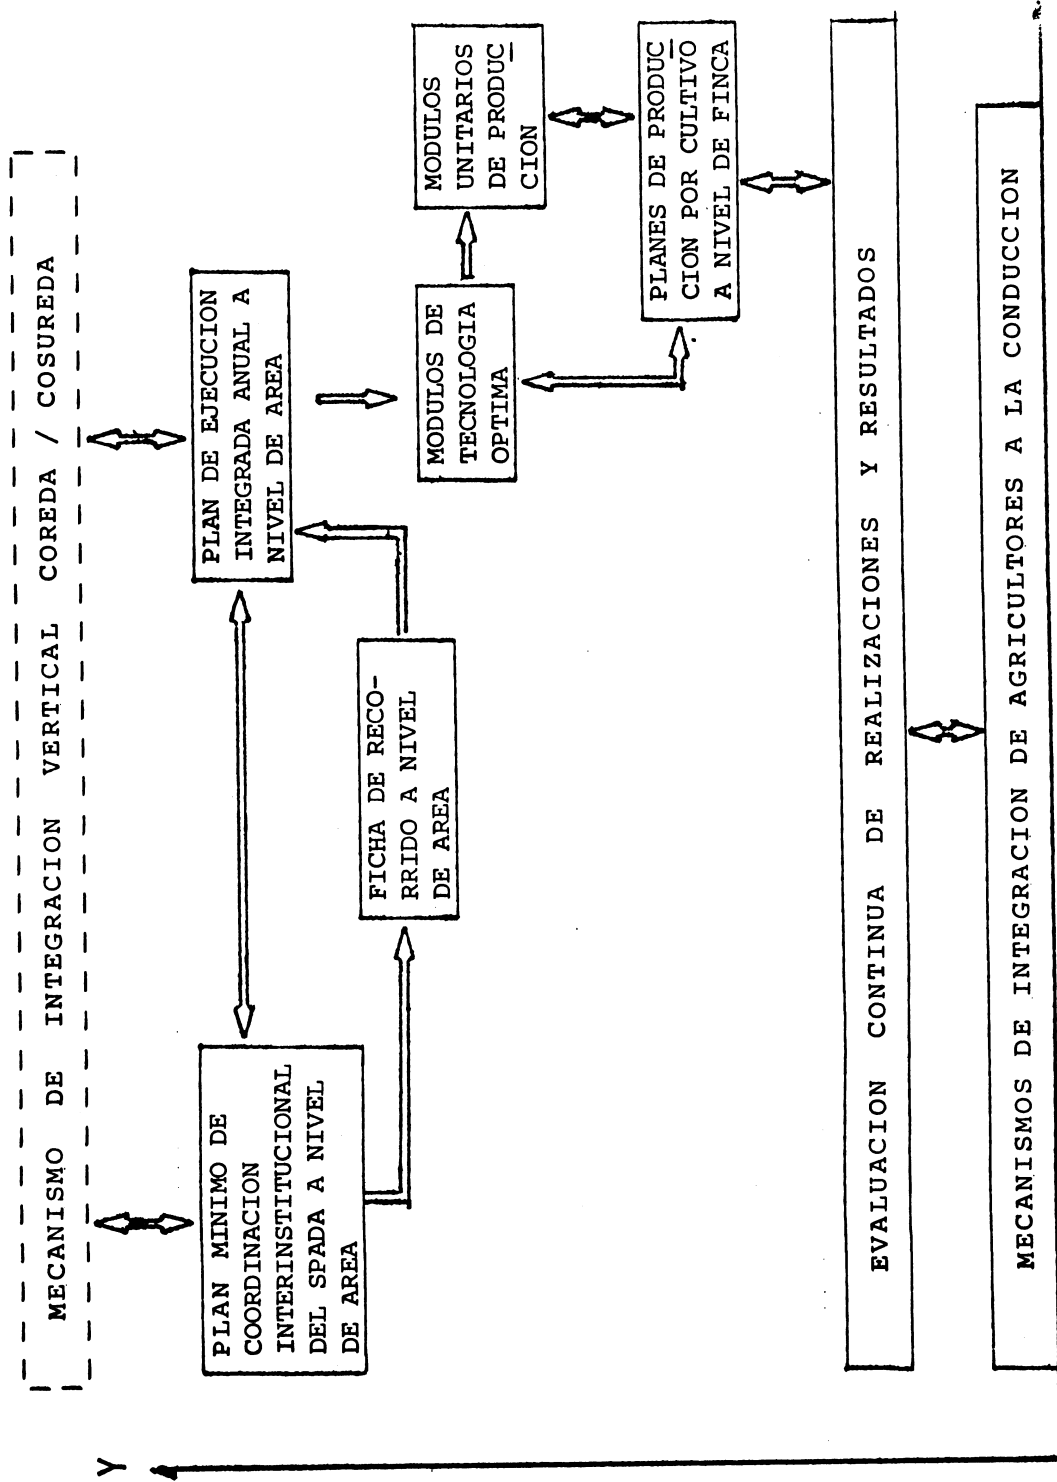 Y
MECANISMO DE INTEGRACION VERTICAL COREDA / COSUREDA
PLAN MINIMO DE
COORDINACION
INTERINSTITUCIONAL
DEL SPADA A NIVEL
DE AREA
PLAN DE EJECUCION
INTEGRADA ANUAL A
NIVEL DE AREA
FICHA DE RECO-
RRIDO A NIVEL
DE AREA
MODULOS DE
TECNOLOGIA
OPTIMA
MODULOS
UNITARIOS
DE PRODUC
CION
PLANES DE PRODUC
CION POR CULTIVO
A NIVEL DE FINCA
EVALUACION CONTINUA DE REALIZACIONES Y RESULTADOS
MECANISMOS DE INTEGRACION DE AGRICULTORES A LA CONDUCCION